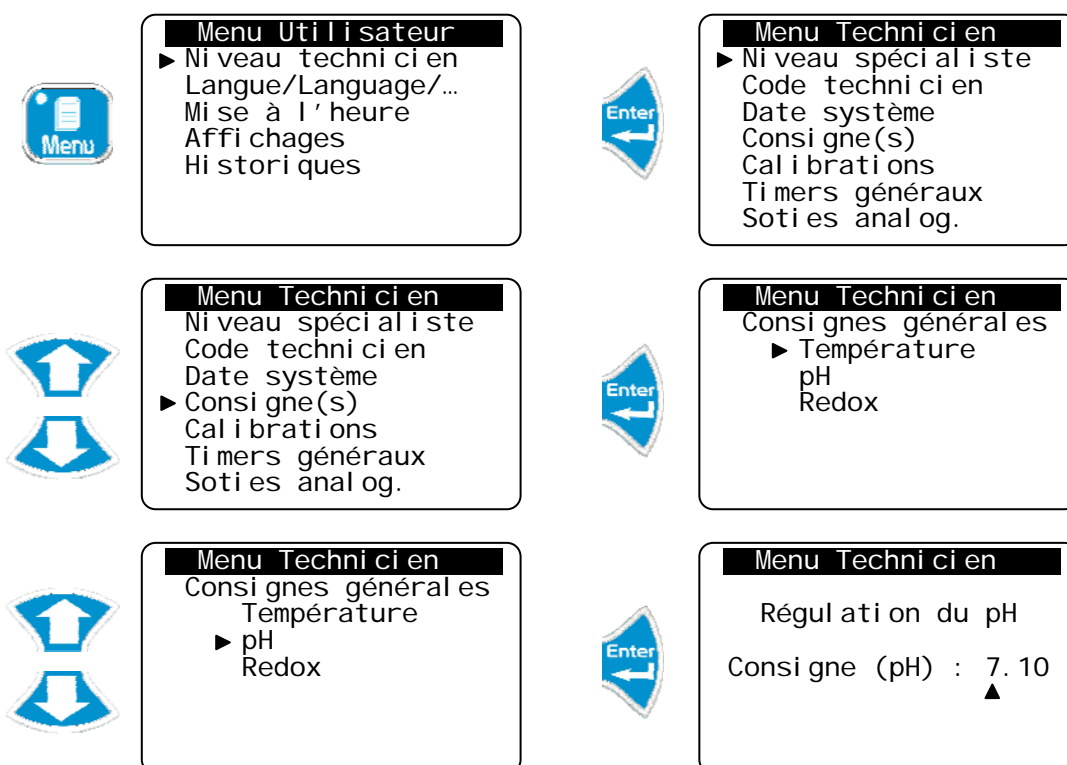 Menu
Menu Utilisateur
Niveau technicien
Langue/Language/…
Mise à l'heure
Affichages
Historiques
Enter
Menu Technicien
Niveau spécialiste
Code technicien
Date système
Consigne(s)
Calibrations
Timers généraux
Soties analog.
Menu Technicien
Niveau spécialiste
Code technicien
Date système
Consigne(s)
Calibrations
Timers généraux
Soties analog.
Enter
Menu Technicien
Consignes générales
Température
pH
Redox
Menu Technicien
Consignes générales
Température
pH
Redox
Enter
Menu Technicien
Régulation du pH
Consigne (pH) : 7.10